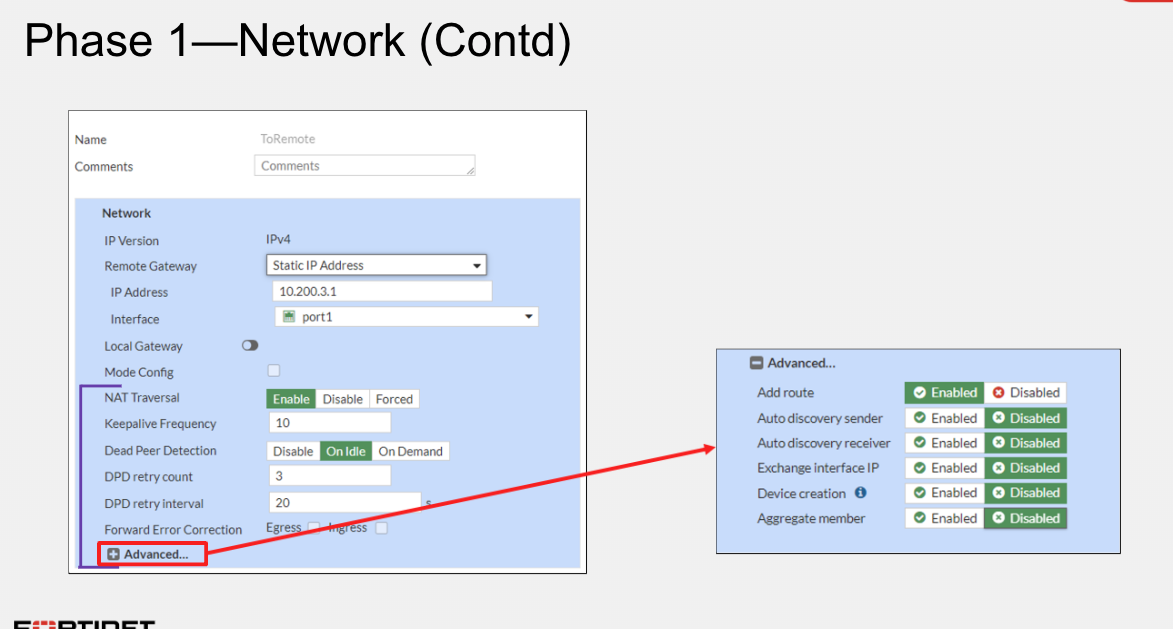 Phase 1—Network (Contd)
Name ToRemote
Comments Comments
Network
IP Version IPv4
Remote Gateway Static IP Address
IP Address 10.200.3.1
Interface port1
Local Gateway
Mode Config
NAT Traversal Enable Disable Forced
Keepalive Frequency 10
Dead Peer Detection Disable On Idle On Demand
DPD retry count 3
DPD retry interval 20 s
Forward Error Correction Egress Ingress
Advanced...
Advanced...
Add route Enabled Disabled
Auto discovery sender Enabled Disabled
Auto discovery receiver Enabled Disabled
Exchange interface IP Enabled Disabled
Device creation Enabled Disabled
Aggregate member Enabled Disabled
FORTINET